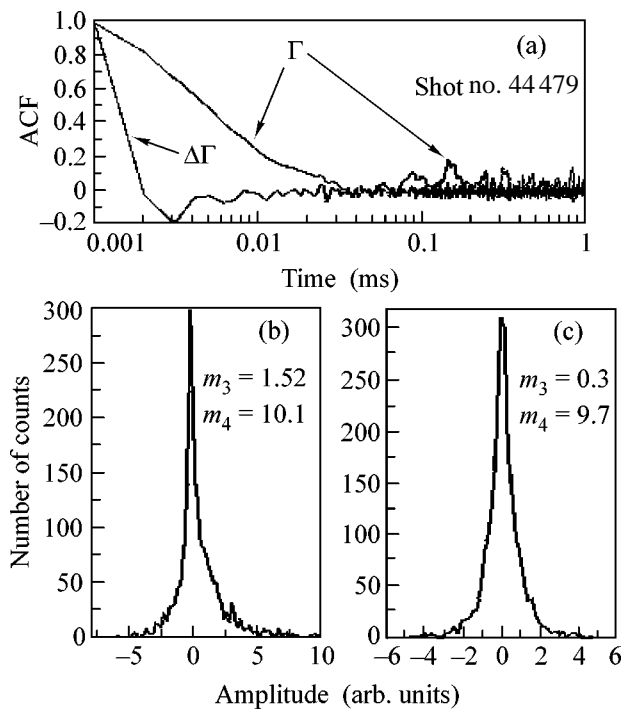 (a)
Γ
Shot no. 44 479
ΔΓ
ACF
1.0
0.8
0.6
0.4
0.2
0
–0.2
0.001
0.01
0.1
1
Time (ms)
(b)
m3 = 1.52
m4 = 10.1
Number of counts
300
250
200
150
100
50
0
–5
0
5
10
(c)
m3 = 0.3
m4 = 9.7
300
250
200
150
100
50
0
–6
–4
–2
0
2
4
6
Amplitude (arb. units)